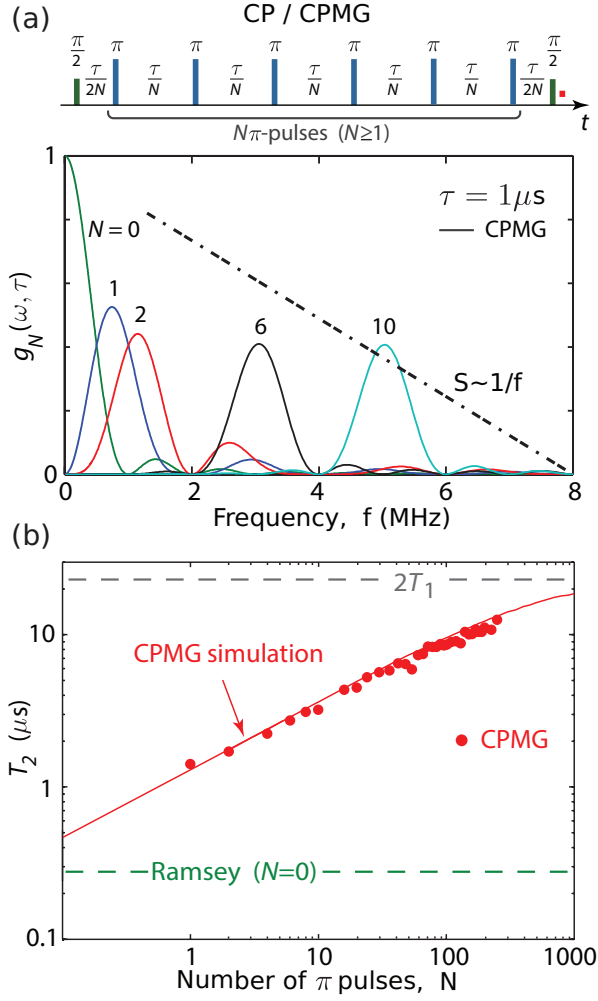 (a)
CP / CPMG
π/2 π π π π π π π/2
τ/2N τ/N τ/N τ/N τ/N τ/N τ/2N
t
Nπ-pulses (N≥1)
1
τ = 1μs
CPMG
N = 0
1
2
6
10
S~1/f
g_N(ω, τ)
0
0 2 4 6 8
Frequency, f (MHz)
(b)
2T₁
10
CPMG simulation
CPMG
T₂ (μs)
1
Ramsey (N=0)
0.1
1 10 100 1000
Number of π pulses, N